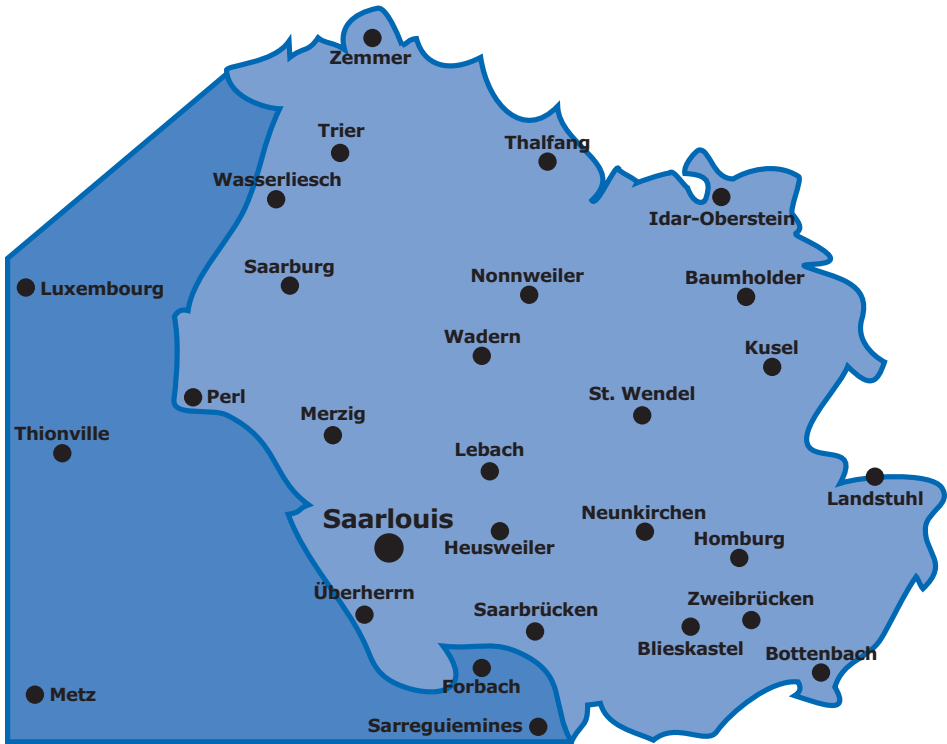 Zemmer
Trier
Thalfang
Wasserliesch
Idar-Oberstein
Saarburg
Nonnweiler
Baumholder
Luxembourg
Wadern
Kusel
St. Wendel
Perl
Merzig
Thionville
Lebach
Landstuhl
Saarlouis
Neunkirchen
Heusweiler
Homburg
Überherrn
Saarbrücken
Zweibrücken
Blieskastel
Bottenbach
Forbach
Metz
Sarreguiemines